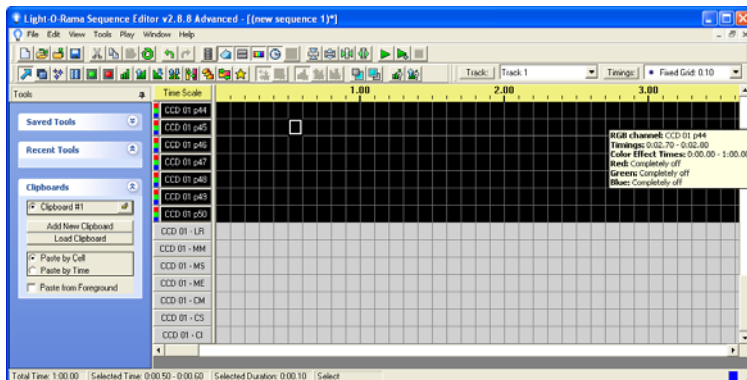 Light-O-Rama Sequence Editor v2.8.8 Advanced - [(new sequence 1)*]
File Edit View Tools Play Window Help
Track: Track 1 Timings: Fixed Grid: 0.10
Tools
Time Scale 1.00 2.00 3.00
Saved Tools
Recent Tools
Clipboards
Clipboard #1
Add New Clipboard
Load Clipboard
Paste by Cell
Paste by Time
Paste from Foreground
CCD 01 p44
CCD 01 p45
CCD 01 p46
CCD 01 p47
CCD 01 p48
CCD 01 p49
CCD 01 p50
CCD 01 - LR
CCD 01 - MM
CCD 01 - MS
CCD 01 - ME
CCD 01 - CM
CCD 01 - CS
CCD 01 - CI
RGB channel: CCD 01 p44
Timings: 0:02.70 - 0:02.80
Color Effect Times: 0:00.00 - 1:00.00
Red: Completely off
Green: Completely off
Blue: Completely off
Total Time: 1:00.00 Selected Time: 0:00.50 - 0:00.60 Selected Duration: 0:00.10 Select